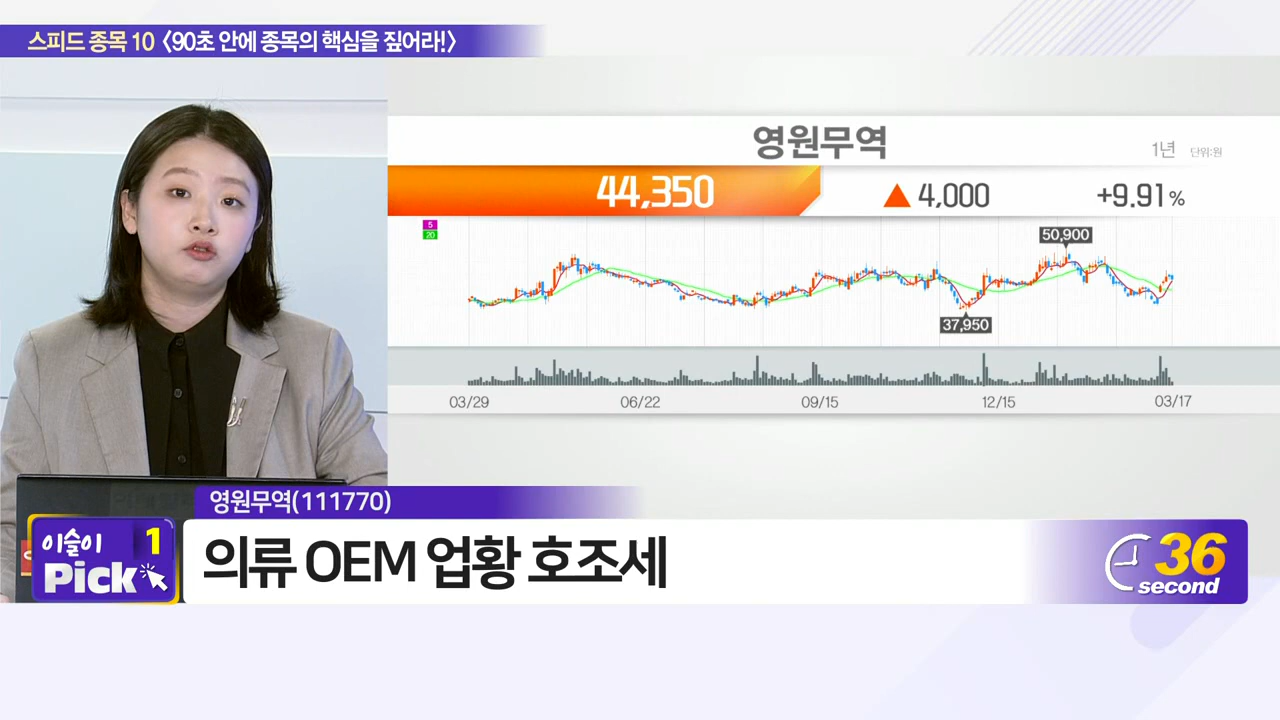 스피드 종목 10 <90초 안에 종목의 핵심을 짚어라!>
영원무역
1년 단위:원
44,350 ▲ 4,000 +9.91%
5
20
50,900
37,950
03/29 06/22 09/15 12/15 03/17
영원무역(111770)
이슬이 1
Pick
의류 OEM 업황 호조세
36
second